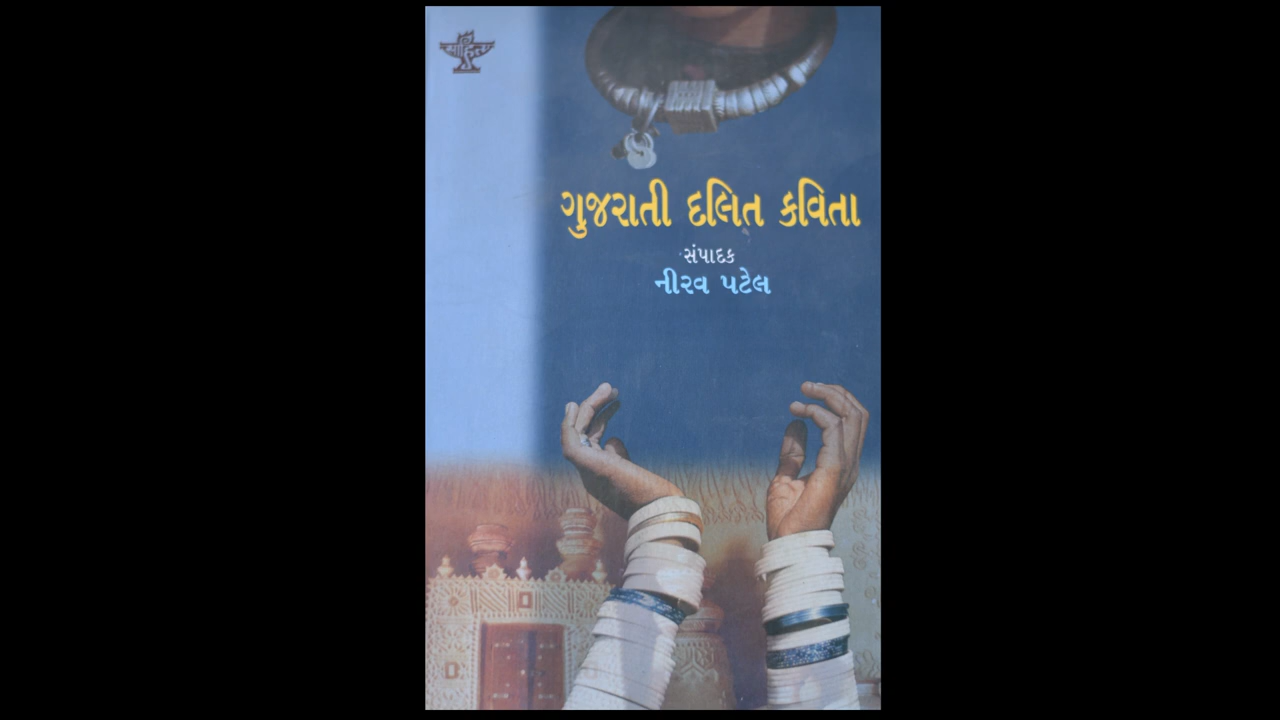 ગુજરાતી દલિત કવિતા
સંપાદક
નીરવ પટેલ